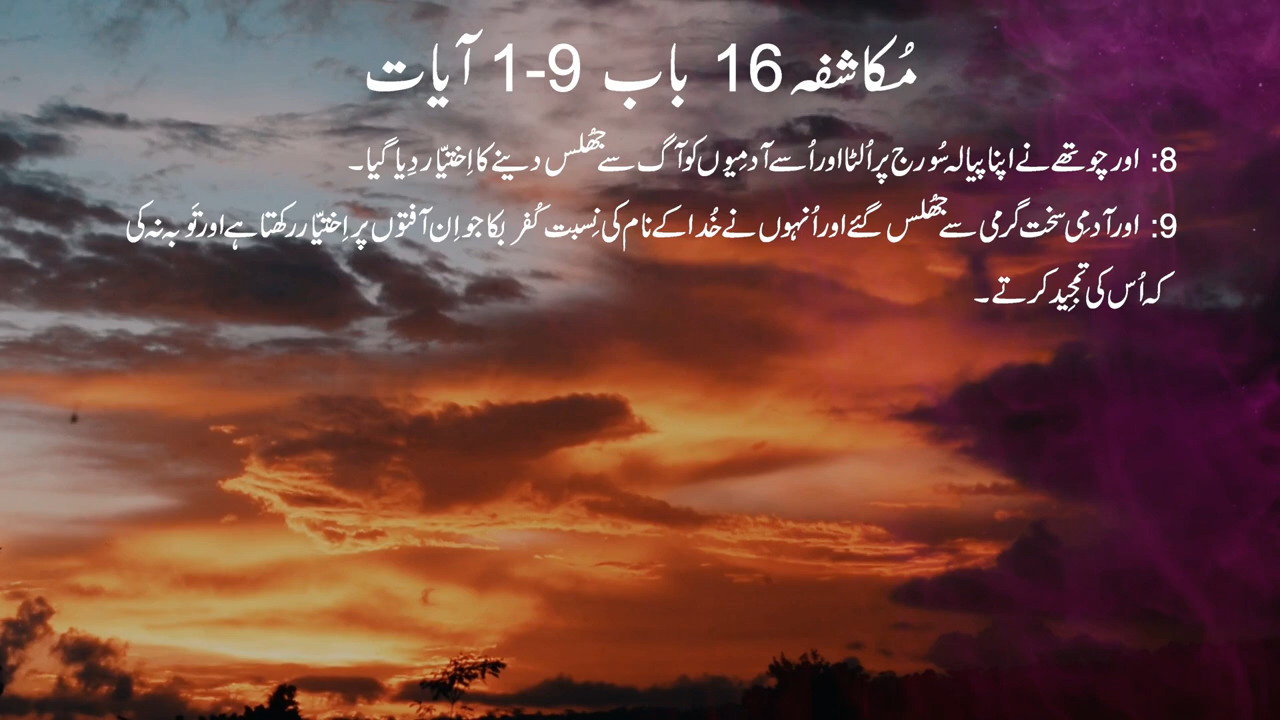 مُکاشفہ 16 باب 9-1 آیات
8: اور چوتھے نے اپنا پیالہ سُورج پر اُلٹا اور اُسے آدمِیوں کو آگ سے جُھلس دینے کا اِختیّار دِیا گیا۔
9: اور آدمِی سخت گرمی سے جُھلس گئے اور اُنہوں نے خُدا کے نام کی نِسبت کُفر بکا جو اِن آفتوں پر اِختیّار رکھتا ہے اور تَوبہ نہ کی
کہ اُس کی تمجِید کرتے۔